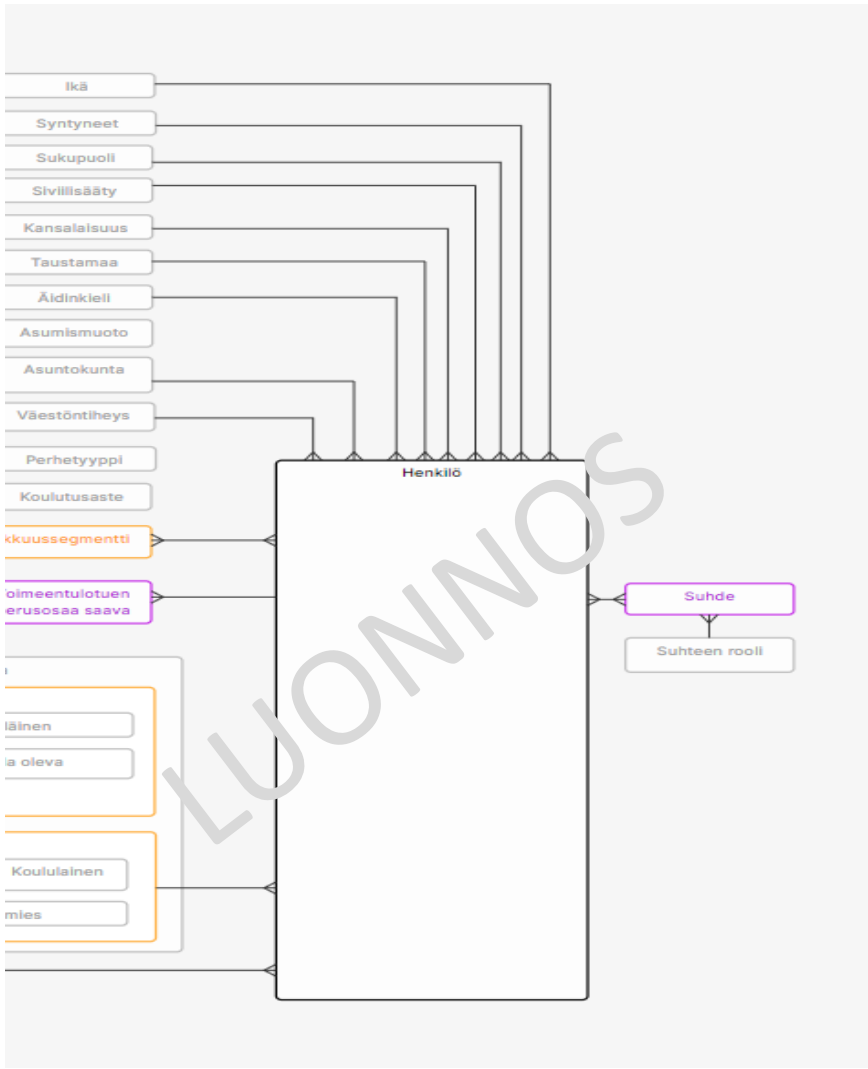 Ikä
Syntyneet
Sukupuoli
Siviilisääty
Kansalaisuus
Taustamaa
Äidinkieli
Asumismuoto
Asuntokunta
Väestöntiheys
Perhetyyppi
Koulutusaste
kkuussegmentti
oimeentulotuen
erusosaa saava
Henkilö
Suhde
Suhteen rooli
läinen
la oleva
Koululainen
mies
LUONNOS